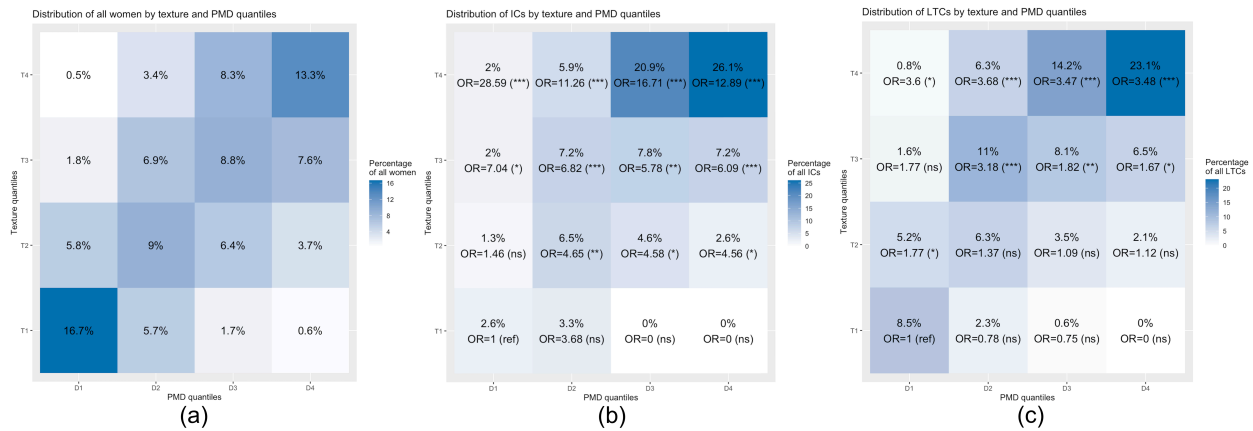 Distribution of all women by texture and PMD quantiles
T4
0.5%
3.4%
8.3%
13.3%
T3
1.8%
6.9%
8.8%
7.6%
T2
5.8%
9%
6.4%
3.7%
T1
16.7%
5.7%
1.7%
0.6%
D1
D2
D3
D4
Texture quantiles
PMD quantiles
Percentage
of all women
16
12
8
4
(a)
Distribution of ICs by texture and PMD quantiles
T4
2%
OR=28.59 (***)
5.9%
OR=11.26 (***)
20.9%
OR=16.71 (***)
26.1%
OR=12.89 (***)
T3
2%
OR=7.04 (*)
7.2%
OR=6.82 (***)
7.8%
OR=5.78 (**)
7.2%
OR=6.09 (***)
T2
1.3%
OR=1.46 (ns)
6.5%
OR=4.65 (**)
4.6%
OR=4.58 (*)
2.6%
OR=4.56 (*)
T1
2.6%
OR=1 (ref)
3.3%
OR=3.68 (ns)
0%
OR=0 (ns)
0%
OR=0 (ns)
D1
D2
D3
D4
Texture quantiles
PMD quantiles
Percentage
of all ICs
25
20
15
10
5
0
(b)
Distribution of LTCs by texture and PMD quantiles
T4
0.8%
OR=3.6 (*)
6.3%
OR=3.68 (***)
14.2%
OR=3.47 (***)
23.1%
OR=3.48 (***)
T3
1.6%
OR=1.77 (ns)
11%
OR=3.18 (***)
8.1%
OR=1.82 (**)
6.5%
OR=1.67 (*)
T2
5.2%
OR=1.77 (*)
6.3%
OR=1.37 (ns)
3.5%
OR=1.09 (ns)
2.1%
OR=1.12 (ns)
T1
8.5%
OR=1 (ref)
2.3%
OR=0.78 (ns)
0.6%
OR=0.75 (ns)
0%
OR=0 (ns)
D1
D2
D3
D4
Texture quantiles
PMD quantiles
Percentage
of all LTCs
20
15
10
5
0
(c)